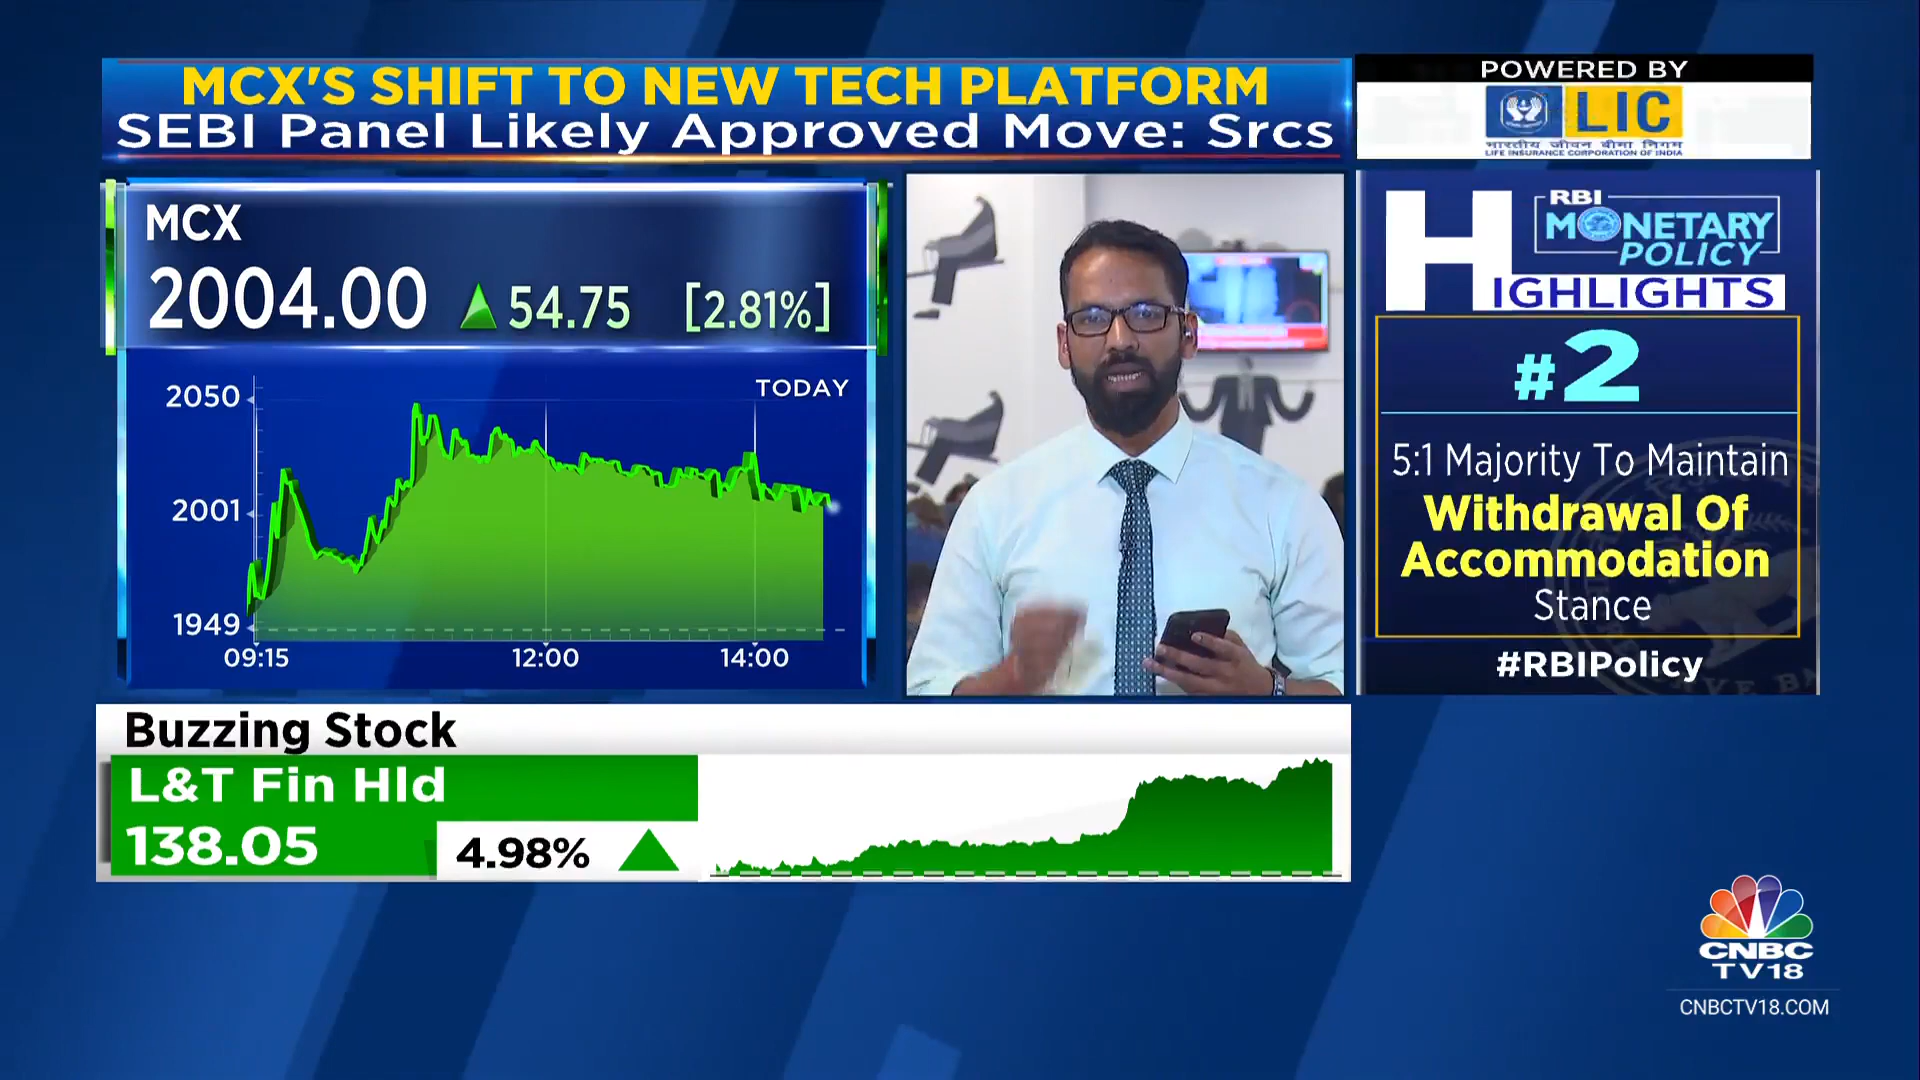 MCX'S SHIFT TO NEW TECH PLATFORM
SEBI Panel Likely Approved Move: Srcs
POWERED BY
LIC
भारतीय जीवन बीमा निगम
LIFE INSURANCE CORPORATION OF INDIA
MCX
2004.00 54.75 [2.81%]
TODAY
2050
2001
1949
09:15 12:00 14:00
RBI
MONETARY
POLICY
HIGHLIGHTS
#2
5:1 Majority To Maintain
Withdrawal Of
Accommodation
Stance
#RBIPolicy
Buzzing Stock
L&T Fin Hld
138.05 4.98%
CNBC
TV18
CNBCTV18.COM